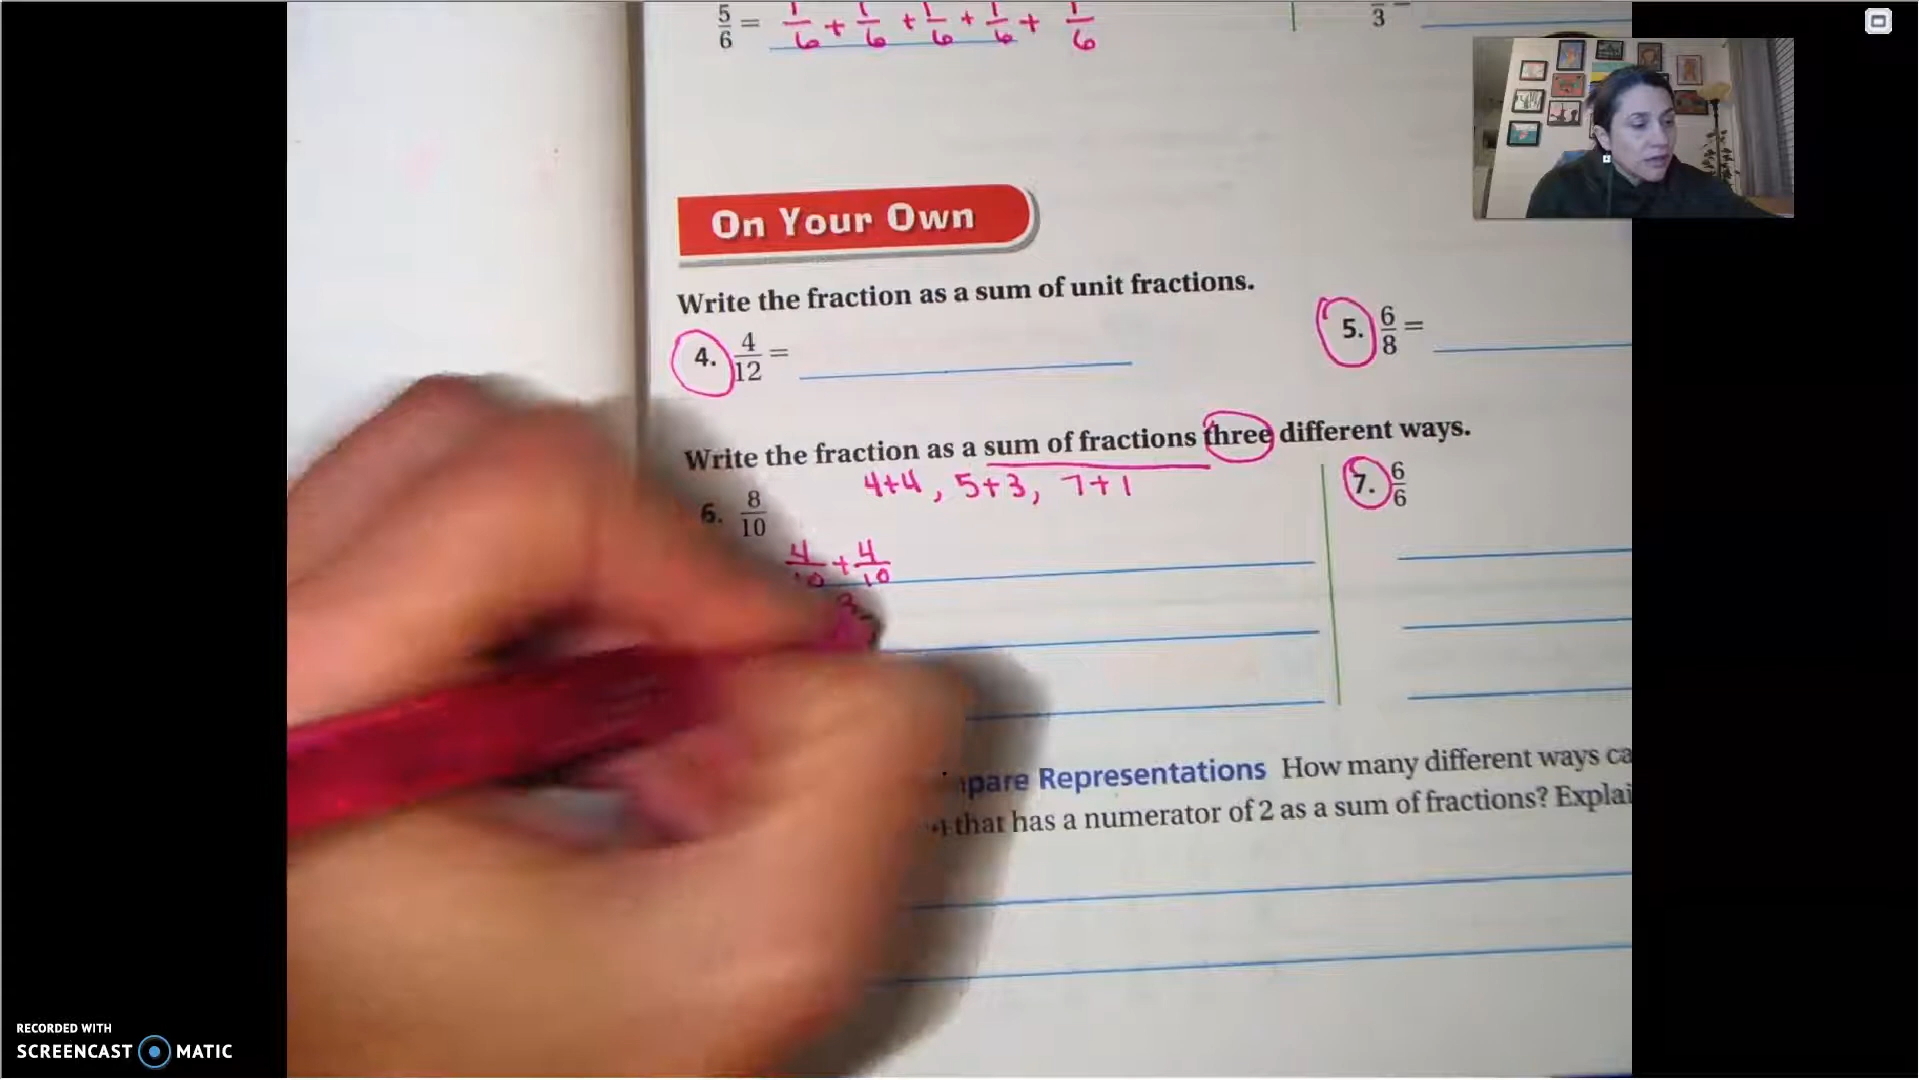 5/6 = 1/6 + 1/6 + 1/6 + 1/6 + 1/6
3
On Your Own
Write the fraction as a sum of unit fractions.
4. 4/12 =
5. 6/8 =
Write the fraction as a sum of fractions three different ways.
4+4, 5+3, 7+1
6. 8/10
7. 6/6
4/10 + 4/10
3
Representations How many different ways
that has a numerator of 2 as a sum of fractions?
RECORDED WITH
SCREENCAST MATIC